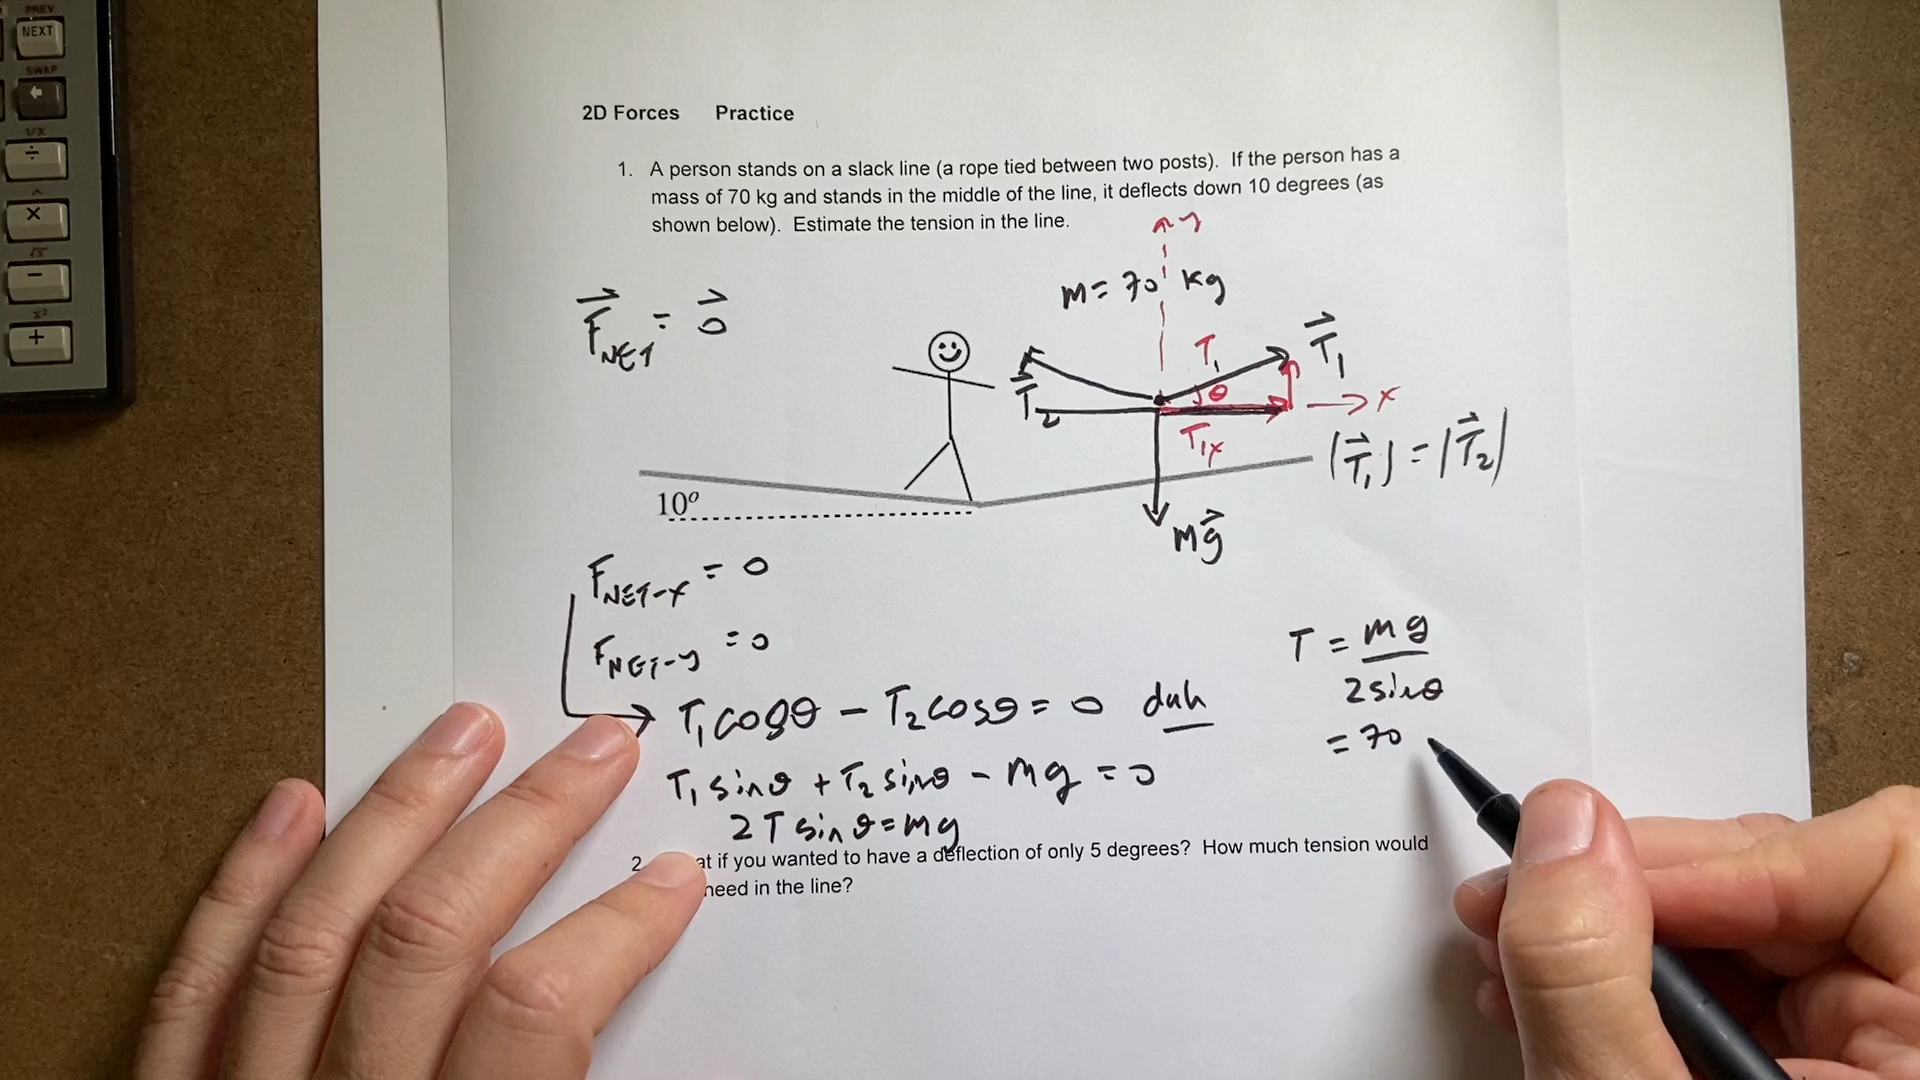 PREV
NEXT
SWAP
1/X
÷
^
×
√x
−
x²
+
2D Forces Practice
1. A person stands on a slack line (a rope tied between two posts). If the person has a
mass of 70 kg and stands in the middle of the line, it deflects down 10 degrees (as
shown below). Estimate the tension in the line.
y
m = 70 kg
F⃗NET = 0⃗
T₁ T⃗₁
θ
T⃗₂
x
T₁ₓ
|T⃗₁| = |T⃗₂|
10º
mg⃗
FNET-x = 0
FNET-y = 0
T₁cosθ − T₂cosθ = 0 duh
T₁sinθ + T₂sinθ − mg = 0
2Tsinθ = mg
T = mg
2sinθ
= 70
2 at if you wanted to have a deflection of only 5 degrees? How much tension would
need in the line?